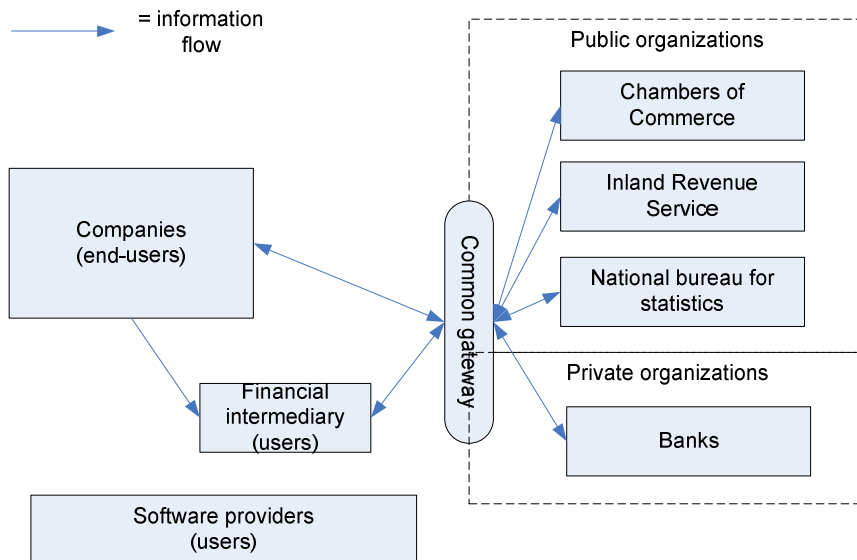 = information
flow
Public organizations
Chambers of
Commerce
Inland Revenue
Service
Companies
(end-users)
Common gateway
National bureau for
statistics
Private organizations
Financial
intermediary
(users)
Banks
Software providers
(users)